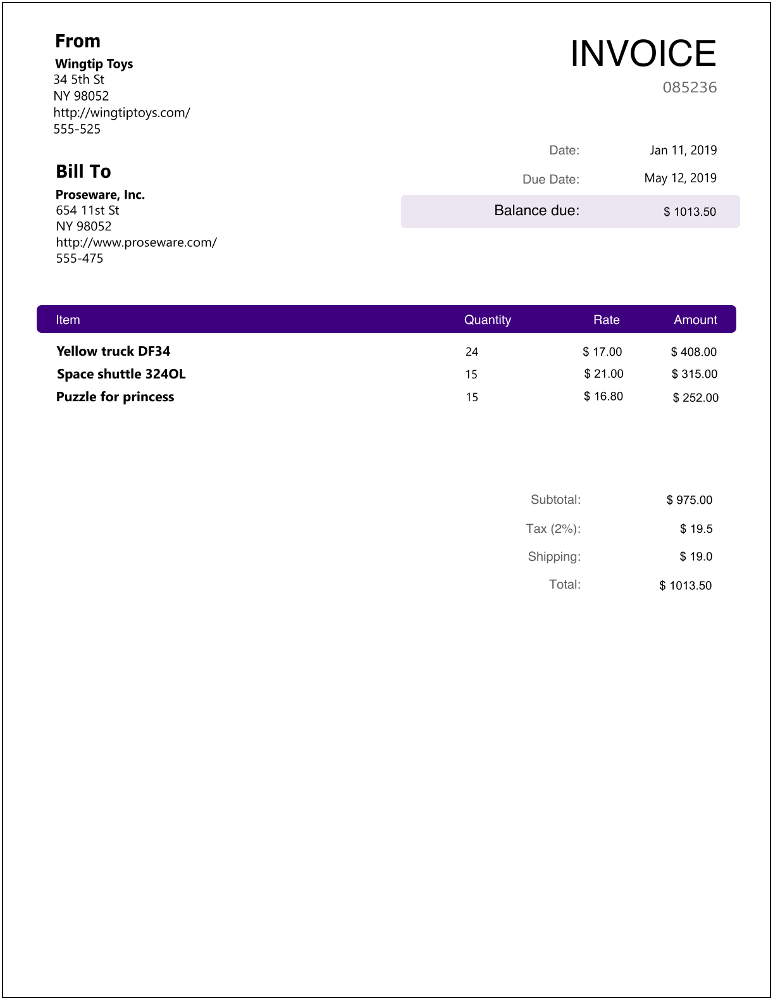 From
Wingtip Toys
34 5th St
NY 98052
http://wingtiptoys.com/
555-525
INVOICE
085236
Date: Jan 11, 2019
Due Date: May 12, 2019
Balance due: $ 1013.50
Bill To
Proseware, Inc.
654 11st St
NY 98052
http://www.proseware.com/
555-475
Item Quantity Rate Amount
Yellow truck DF34 24 $ 17.00 $ 408.00
Space shuttle 324OL 15 $ 21.00 $ 315.00
Puzzle for princess 15 $ 16.80 $ 252.00
Subtotal: $ 975.00
Tax (2%): $ 19.5
Shipping: $ 19.0
Total: $ 1013.50